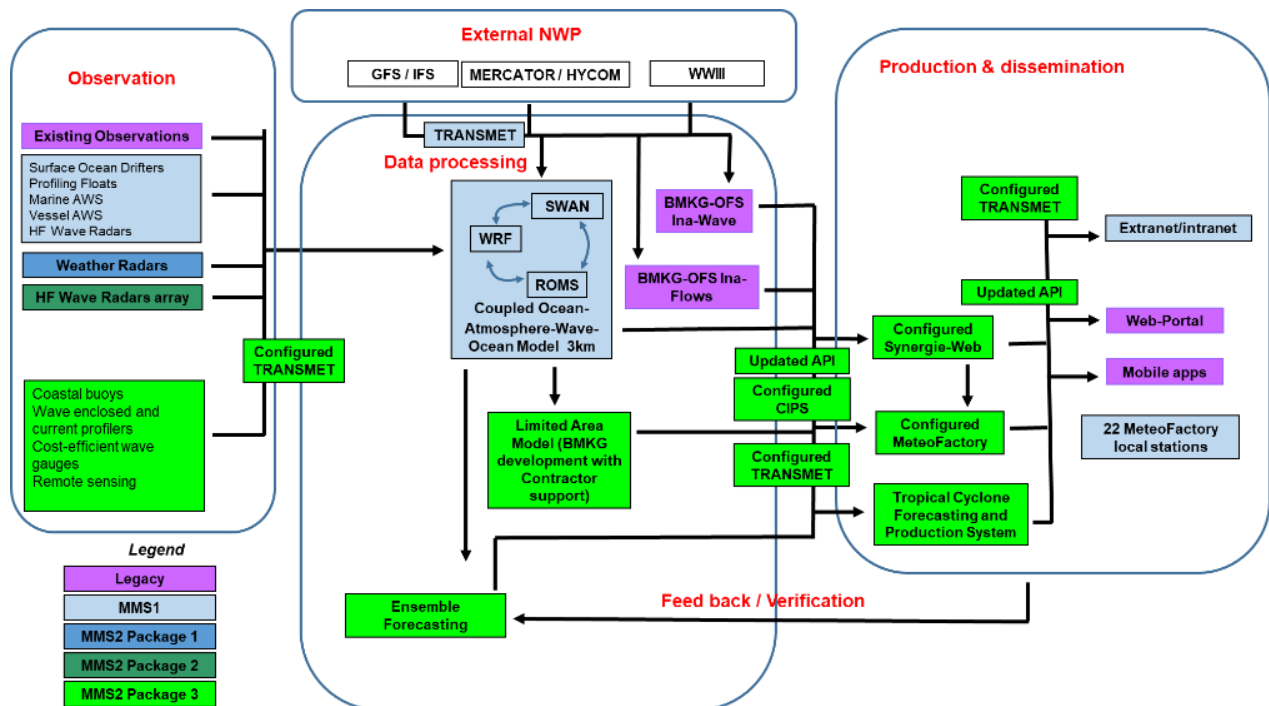 External NWP
GFS / IFS
MERCATOR / HYCOM
WWIII
Observation
Existing Observations
Surface Ocean Drifters
Profiling Floats
Marine AWS
Vessel AWS
HF Wave Radars
Weather Radars
HF Wave Radars array
Configured
TRANSMET
Coastal buoys
Wave enclosed and
current profilers
Cost-efficient wave
gauges
Remote sensing
Legend
Legacy
MMS1
MMS2 Package 1
MMS2 Package 2
MMS2 Package 3
TRANSMET
Data processing
SWAN
WRF
ROMS
Coupled Ocean-
Atmosphere-Wave-
Ocean Model 3km
BMKG-OFS
Ina-Wave
BMKG-OFS Ina-
Flows
Limited Area
Model (BMKG
development with
Contractor
support)
Ensemble
Forecasting
Updated API
Configured
CIPS
Configured
TRANSMET
Feed back / Verification
Production & dissemination
Configured
TRANSMET
Extranet/intranet
Updated API
Configured
Synergie-Web
Web-Portal
Mobile apps
Configured
MeteoFactory
22 MeteoFactory
local stations
Tropical Cyclone
Forecasting and
Production System